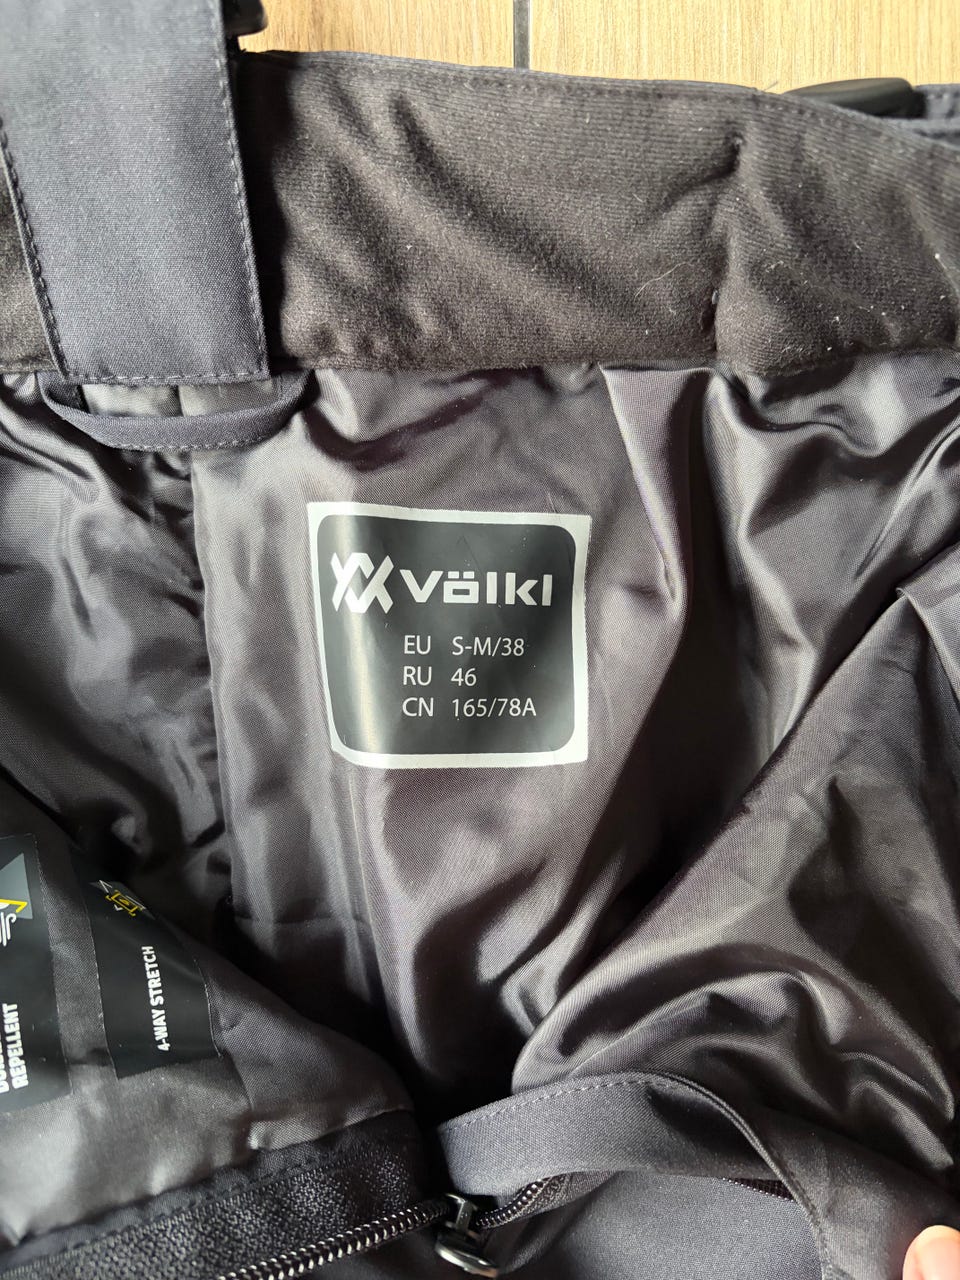 Völkl
EU S-M/38
RU 46
CN 165/78A
4-WAY STRETCH
REPELLENT